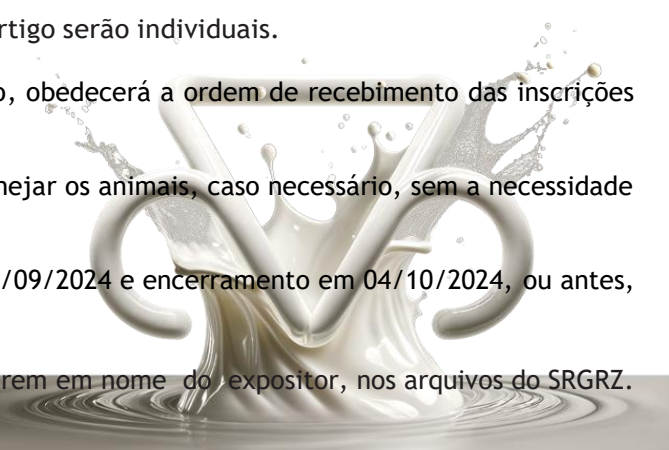 rtigo serão individuais.
o, obedecerá a ordem de recebimento das inscrições
nejar os animais, caso necessário, sem a necessidade
/09/2024 e encerramento em 04/10/2024, ou antes,
rem em nome do expositor, nos arquivos do SRGRZ.